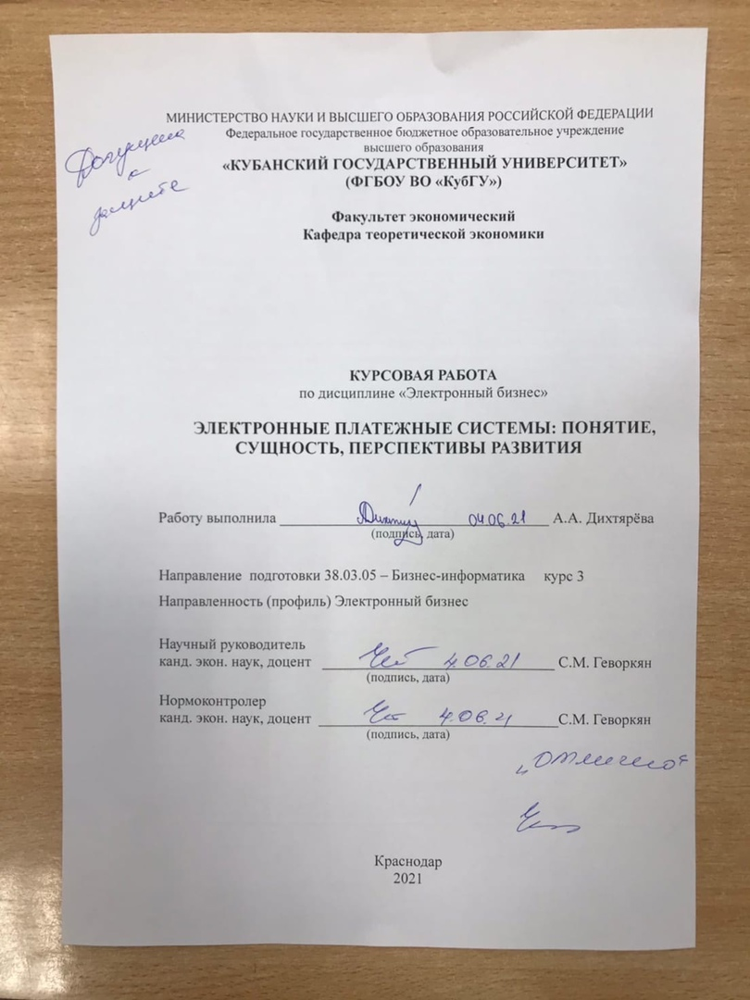 МИНИСТЕРСТВО НАУКИ И ВЫСШЕГО ОБРАЗОВАНИЯ РОССИЙСКОЙ ФЕДЕРАЦИИ
Федеральное государственное бюджетное образовательное учреждение
высшего образования
«КУБАНСКИЙ ГОСУДАРСТВЕННЫЙ УНИВЕРСИТЕТ»
(ФГБОУ ВО «КубГУ»)
Допущена
к
защите
Факультет экономический
Кафедра теоретической экономики
КУРСОВАЯ РАБОТА
по дисциплине «Электронный бизнес»
ЭЛЕКТРОННЫЕ ПЛАТЕЖНЫЕ СИСТЕМЫ: ПОНЯТИЕ,
СУЩНОСТЬ, ПЕРСПЕКТИВЫ РАЗВИТИЯ
Работу выполнила 04.06.21 А.А. Дихтярёва
(подпись, дата)
Направление подготовки 38.03.05 – Бизнес-информатика курс 3
Направленность (профиль) Электронный бизнес
Научный руководитель
канд. экон. наук, доцент 4.06.21 С.М. Геворкян
(подпись, дата)
Нормоконтролер
канд. экон. наук, доцент 4.06.21 С.М. Геворкян
(подпись, дата)
„отлично“
Краснодар
2021